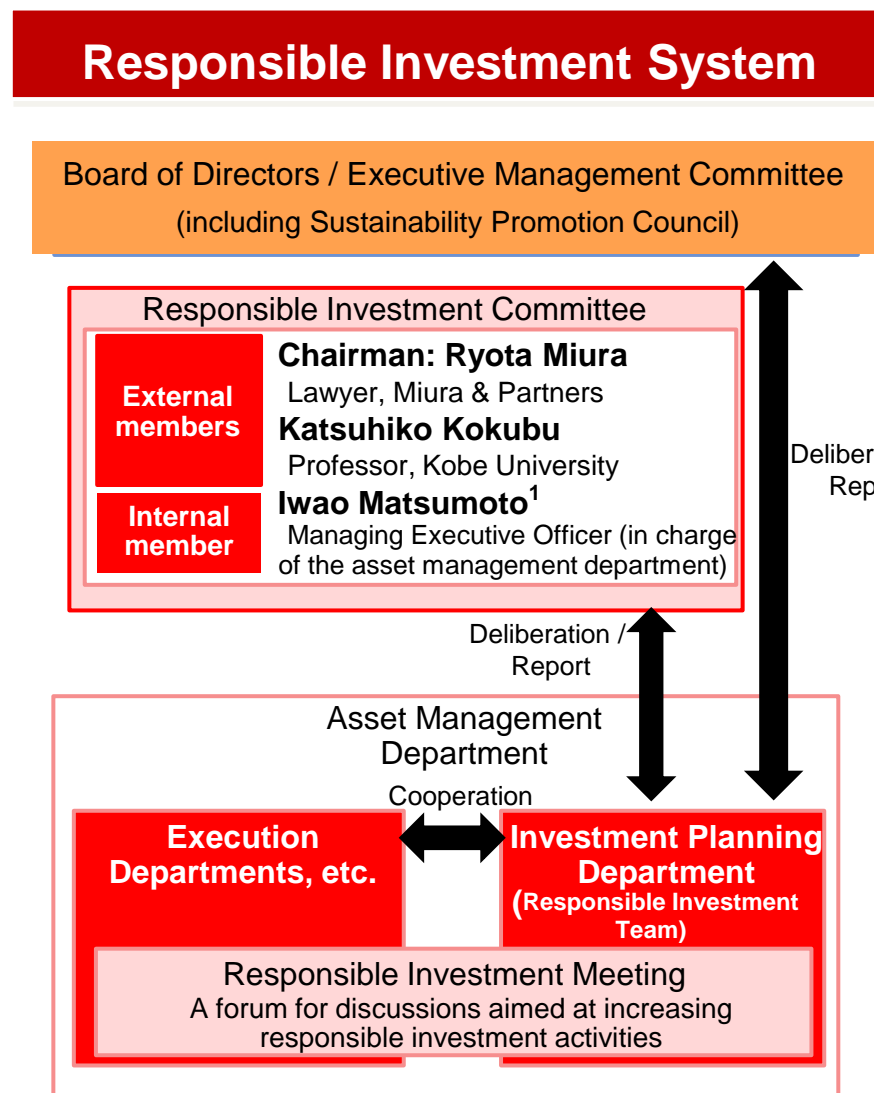 Responsible Investment System
Board of Directors / Executive Management Committee
(including Sustainability Promotion Council)
Responsible Investment Committee
External
members
Chairman: Ryota Miura
Lawyer, Miura & Partners
Katsuhiko Kokubu
Professor, Kobe University
Internal
member
Iwao Matsumoto1
Managing Executive Officer (in charge
of the asset management department)
Deliberation /
Report
Asset Management
Department
Cooperation
Execution
Departments, etc.
Investment Planning
Department
(Responsible Investment
Team)
Responsible Investment Meeting
A forum for discussions aimed at increasing
responsible investment activities